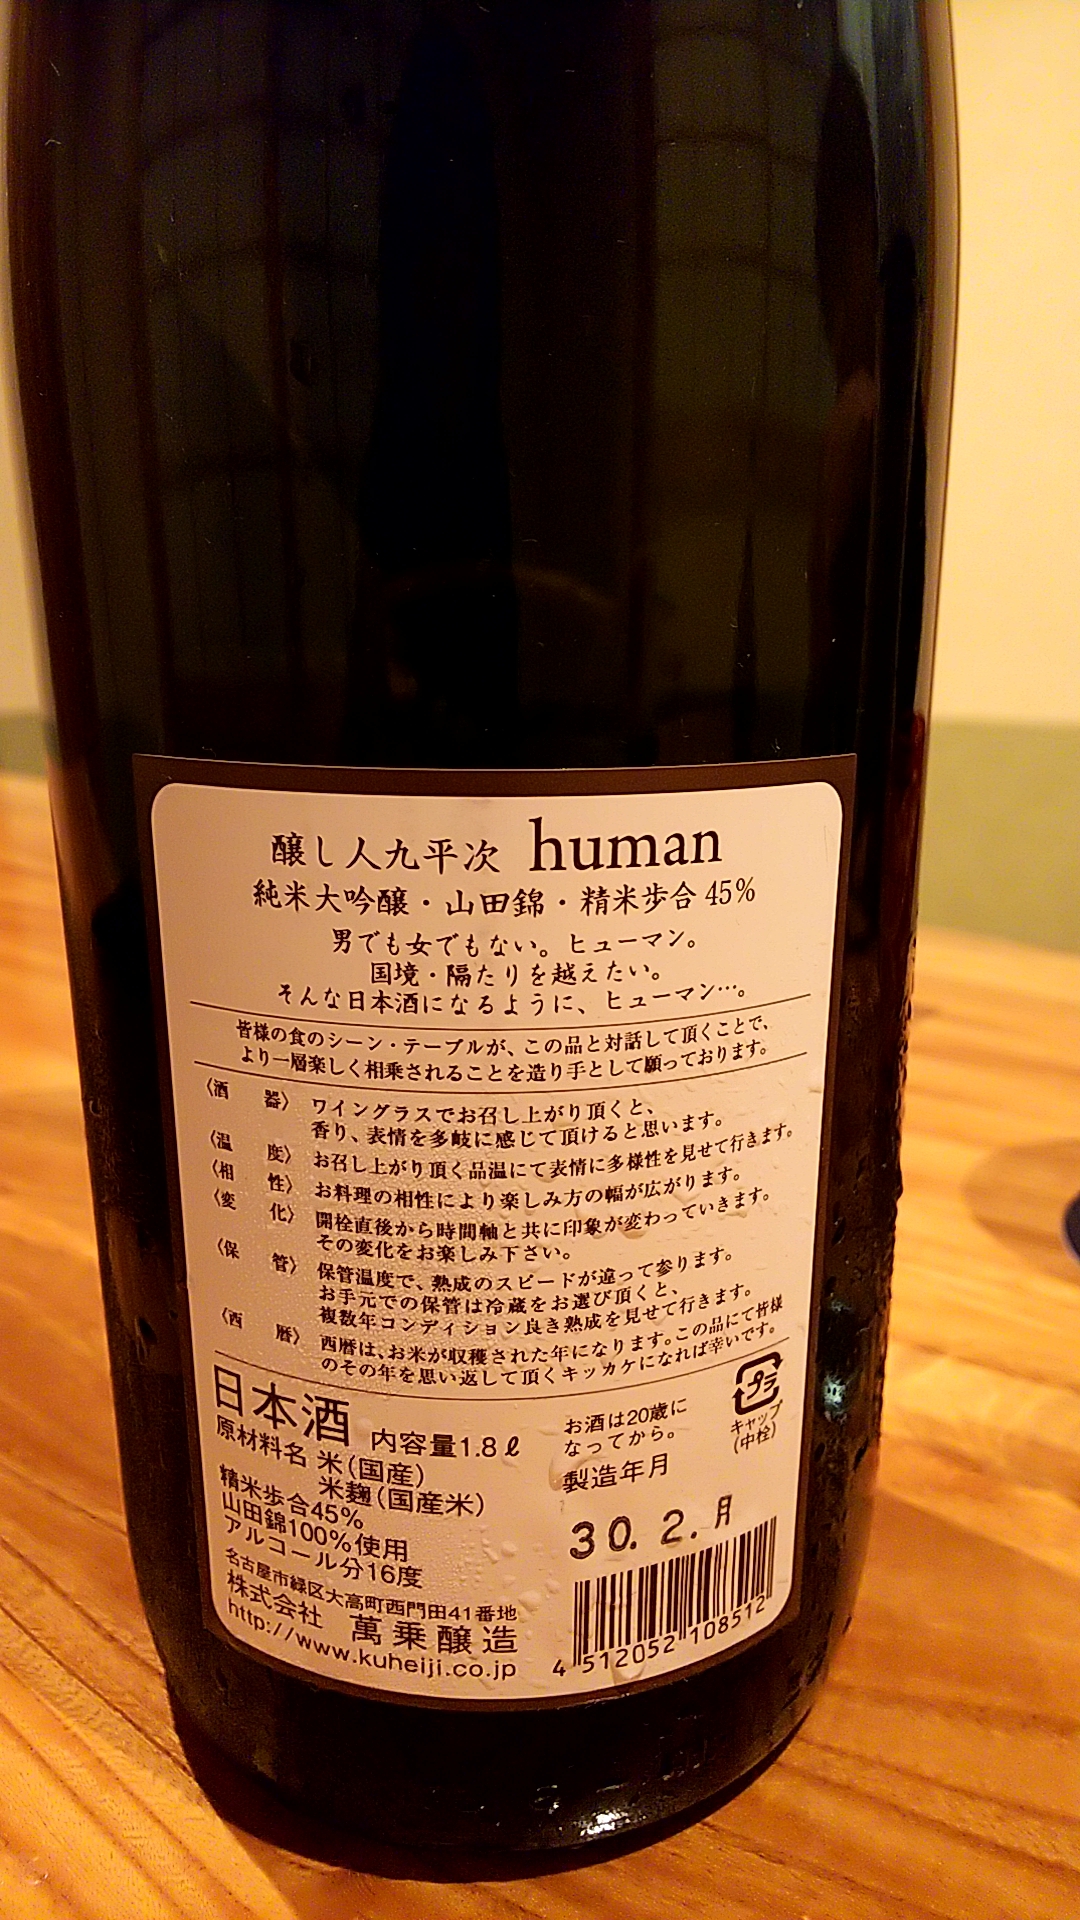 醸し人九平次 human
純米大吟醸・山田錦・精米歩合45%
男でも女でもない。ヒューマン。
国境・隔たりを越えたい。
そんな日本酒になるように、ヒューマン…。
皆様の食のシーン・テーブルが、この品と対話して頂くことで、
より一層楽しく相乗されることを造り手として願っております。
〈酒器〉 ワイングラスでお召し上がり頂くと、
香り、表情を多岐に感じて頂けると思います。
〈温度〉 お召し上がり頂く品温にて表情に多様性を見せて行きます。
〈相性〉 お料理の相性により楽しみ方の幅が広がります。
〈変化〉 開栓直後から時間軸と共に印象が変わっていきます。
その変化をお楽しみ下さい。
〈保管〉 保管温度で、熟成のスピードが違って参ります。
お手元での保管は冷蔵をお選び頂くと、
複数年コンディション良き熟成を見せて行きます。
〈西暦〉 西暦は、お米が収穫された年になります。この品にて皆様
のその年を思い返して頂くキッカケになれば幸いです。
日本酒 内容量1.8ℓ
原材料名 米(国産)
米麹(国産米)
精米歩合45%
山田錦100%使用
アルコール分16度
名古屋市緑区大高町西門田41番地
株式会社 萬乗醸造
http://www.kuheiji.co.jp
お酒は20歳に
なってからっ。
製造年月
30.2.月
プラ
キャップ
(中栓)
4 512052 108512